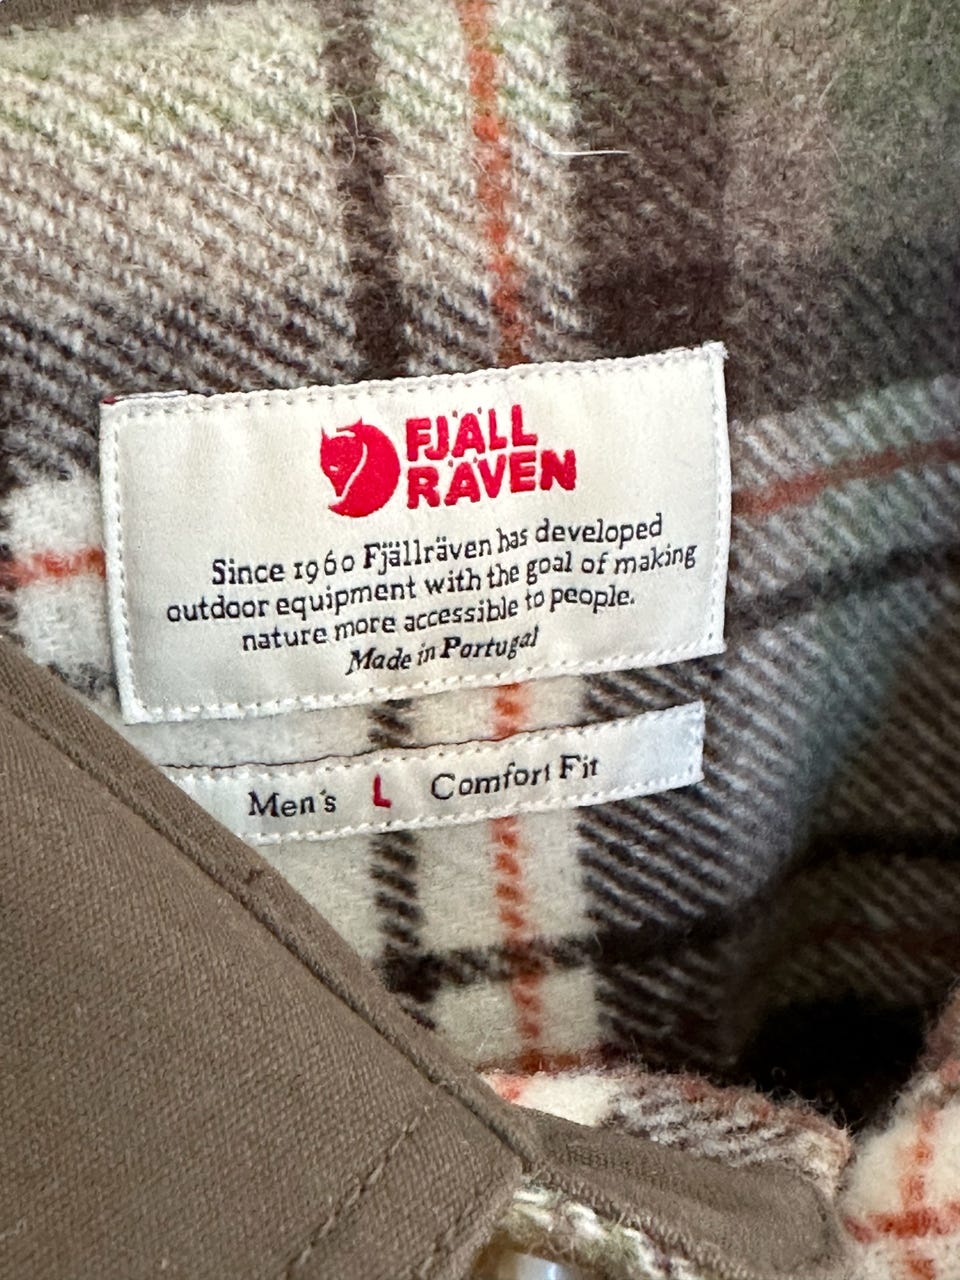 FJÄLL
RÄVEN
Since 1960 Fjällräven has developed
outdoor equipment with the goal of making
nature more accessible to people.
Made in Portugal
Men's L Comfort Fit